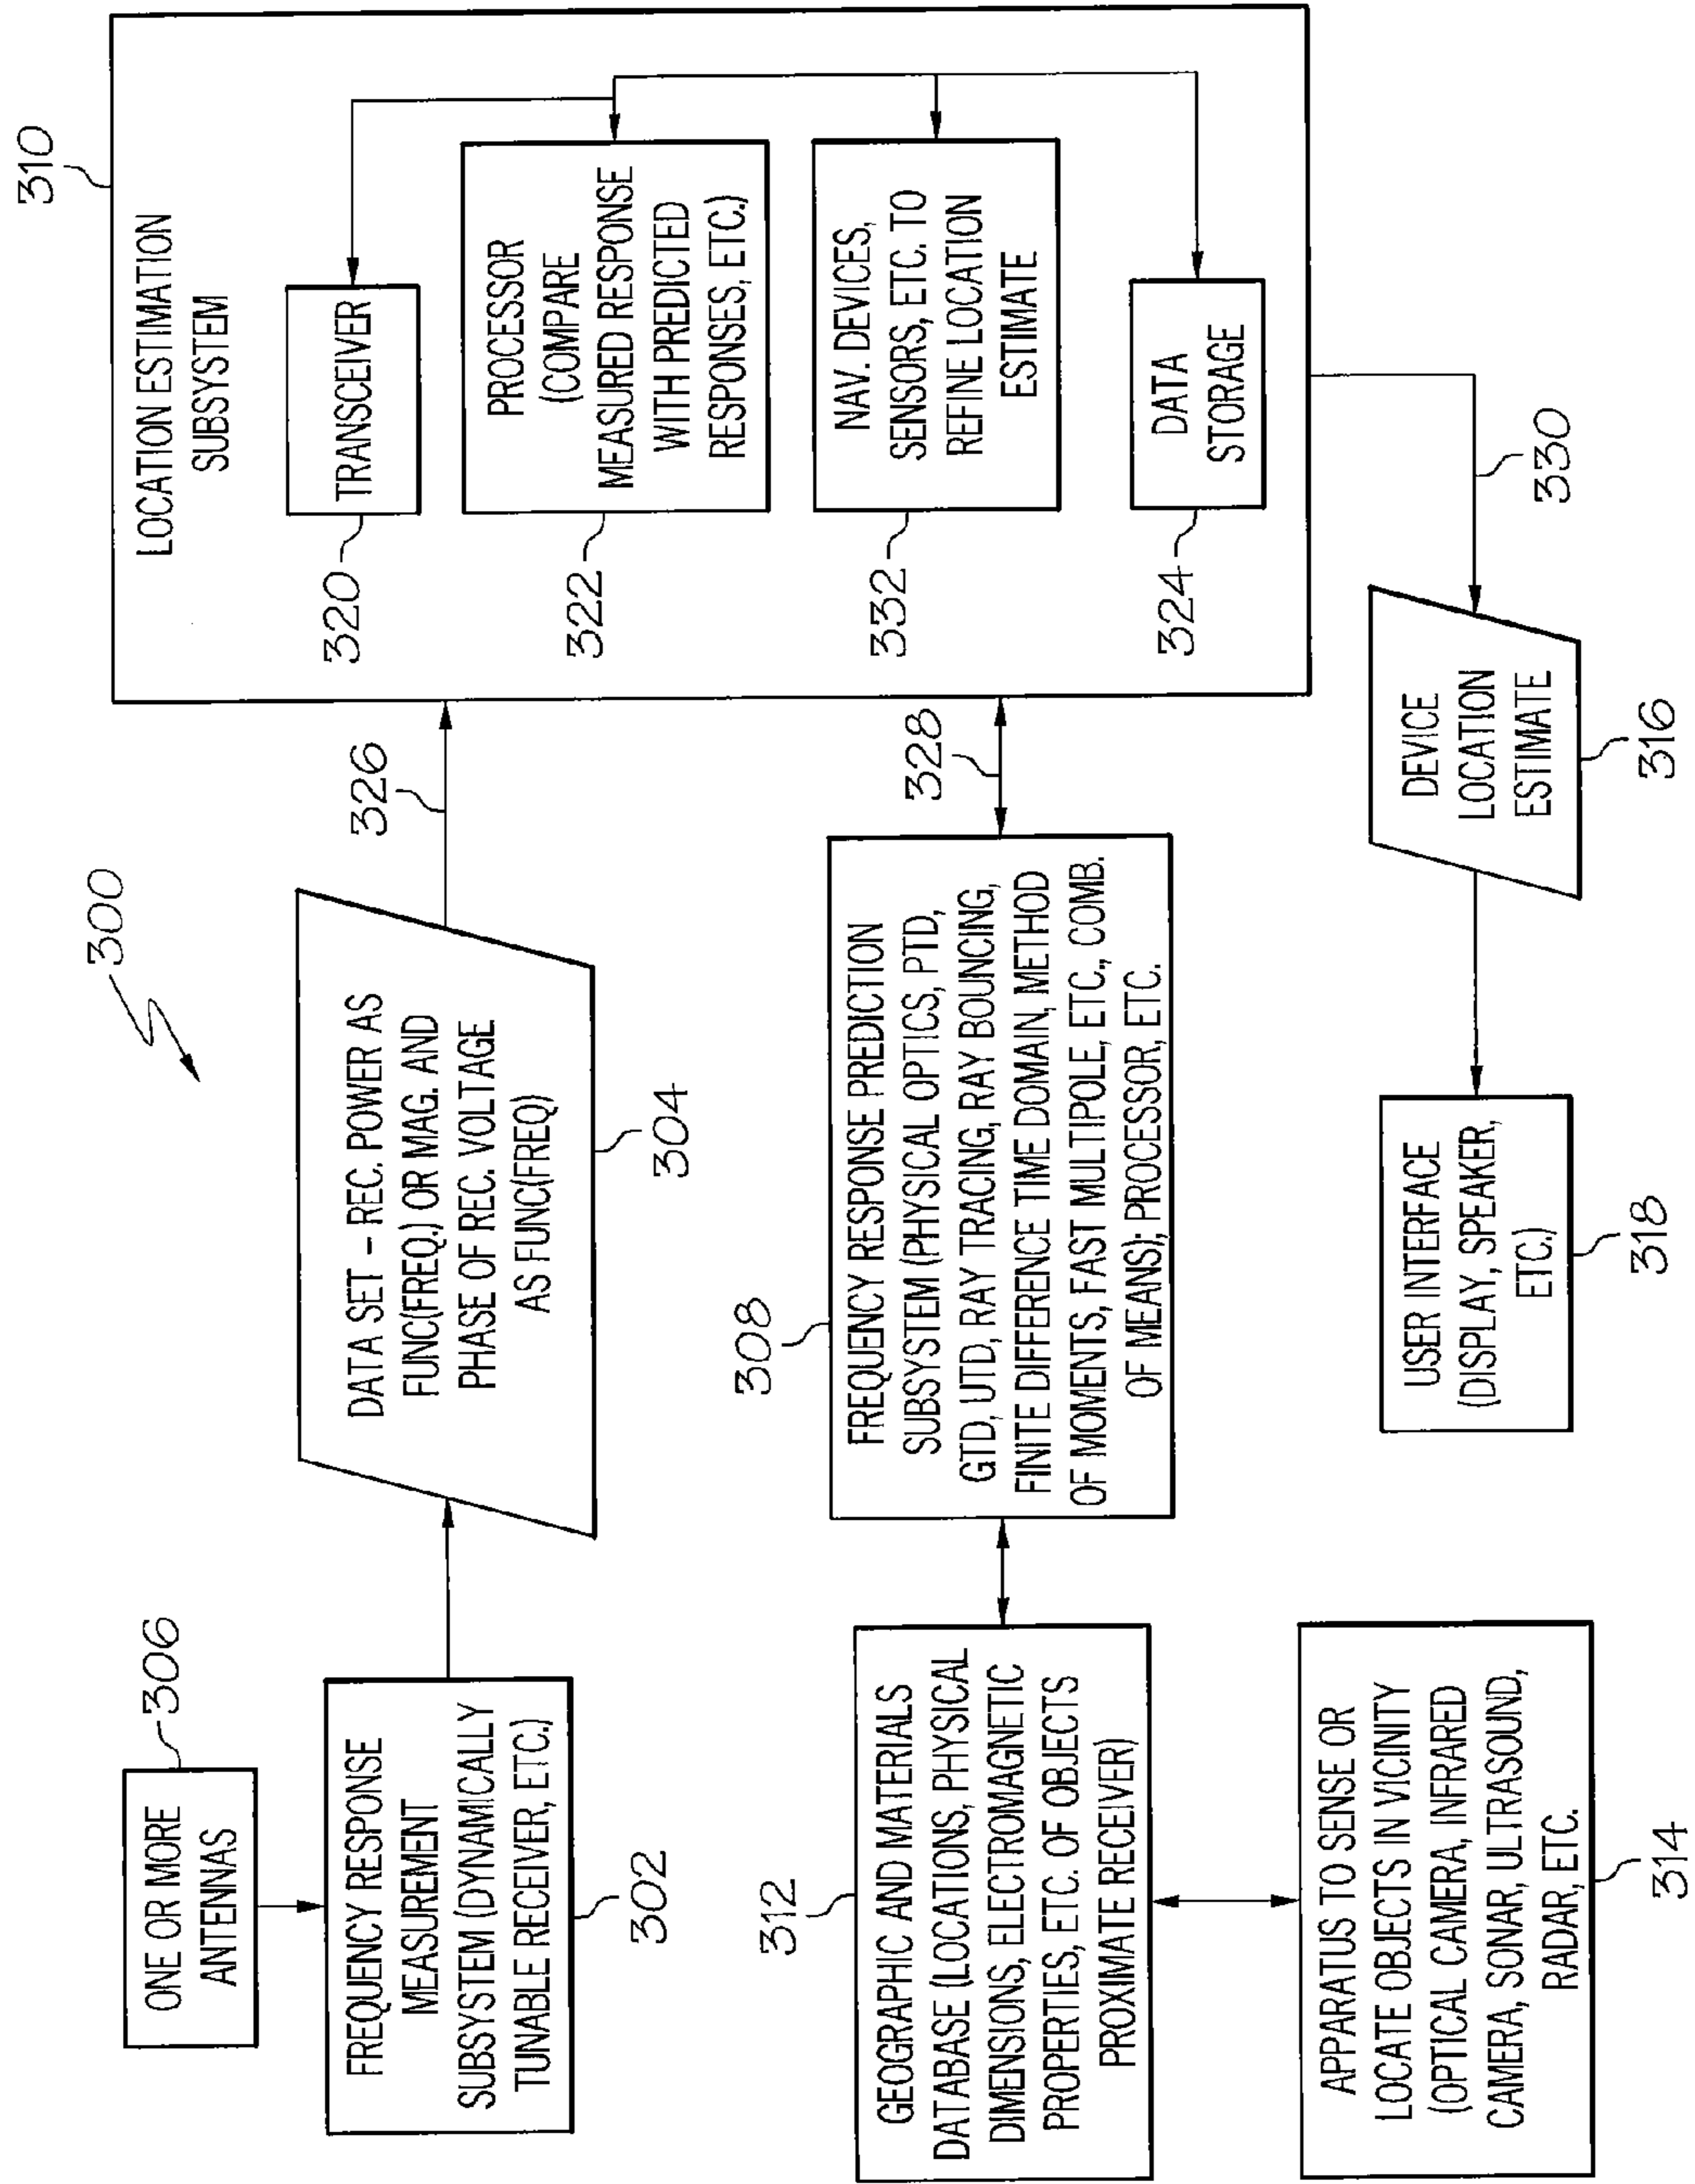 300
306
ONE OR MORE
ANTENNAS
FREQUENCY RESPONSE
MEASUREMENT
SUBSYSTEM (DYNAMICALLY
TUNABLE RECEIVER, ETC.)
302
DATA SET - REC. POWER AS
FUNC(FREQ.) OR MAG. AND
PHASE OF REC. VOLTAGE
AS FUNC(FREQ)
304
326
310
LOCATION ESTIMATION
SUBSYSTEM
TRANSCEIVER
320
PROCESSOR
(COMPARE
MEASURED RESPONSE
WITH PREDICTED
RESPONSES, ETC.)
322
NAV. DEVICES,
SENSORS, ETC. TO
REFINE LOCATION
ESTIMATE
332
DATA
STORAGE
324
312
GEOGRAPHIC AND MATERIALS
DATABASE (LOCATIONS, PHYSICAL
DIMENSIONS, ELECTROMAGNETIC
PROPERTIES, ETC. OF OBJECTS
PROXIMATE RECEIVER)
308
FREQUENCY RESPONSE PREDICTION
SUBSYSTEM (PHYSICAL OPTICS, PTD,
GTD, UTD, RAY TRACING, RAY BOUNCING,
FINITE DIFFERENCE TIME DOMAIN, METHOD
OF MOMENTS, FAST MULTIPOLE, ETC., COMB.
OF MEANS); PROCESSOR, ETC.
328
APPARATUS TO SENSE OR
LOCATE OBJECTS IN VICINITY
(OPTICAL CAMERA, INFRARED
CAMERA, SONAR, ULTRASOUND,
RADAR, ETC.
314
USER INTERFACE
(DISPLAY, SPEAKER,
ETC.)
318
DEVICE
LOCATION
ESTIMATE
316
330